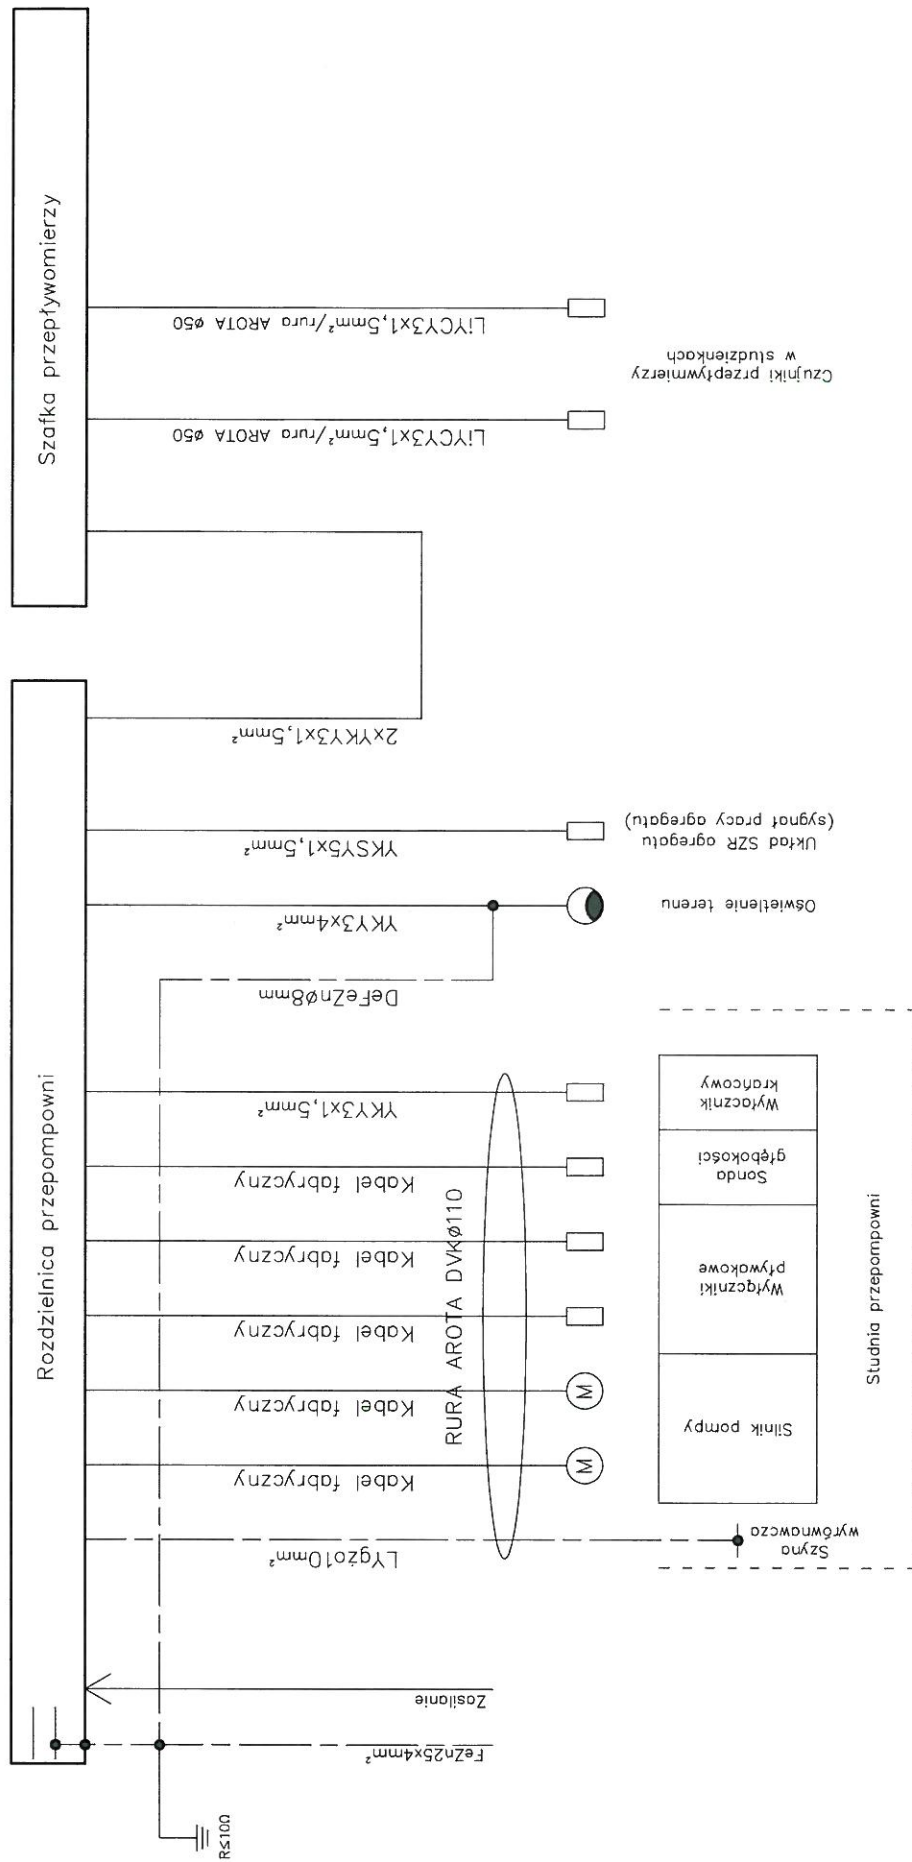 Szafka przepływomierzy
LiYCY3x1,5mm²/rura AROTA ø50
LiYCY3x1,5mm²/rura AROTA ø50
Czujniki przepływmierzy
w studzienkach
Rozdzielnica przepompowni
2xYKY3x1,5mm²
YKSY5x1,5mm²
Układ SZR agregatu
(sygnał pracy agregatu)
YKY3x4mm²
Oświetlenie terenu
DeFeZnø8mm
YKY3x1,5mm²
Kabel fabryczny
Kabel fabryczny
Kabel fabryczny
Kabel fabryczny
Kabel fabryczny
RURA AROTA DVKø110
M
M
Wyłacznik
krańcowy
Sonda
głębokości
Wyłączniki
pływakowe
Silnik pompy
Studnia przepompowni
LYgżo10mm²
Szyna
wyrównawcza
Zasilanie
FeZn25x4mm²
R≤10Ω